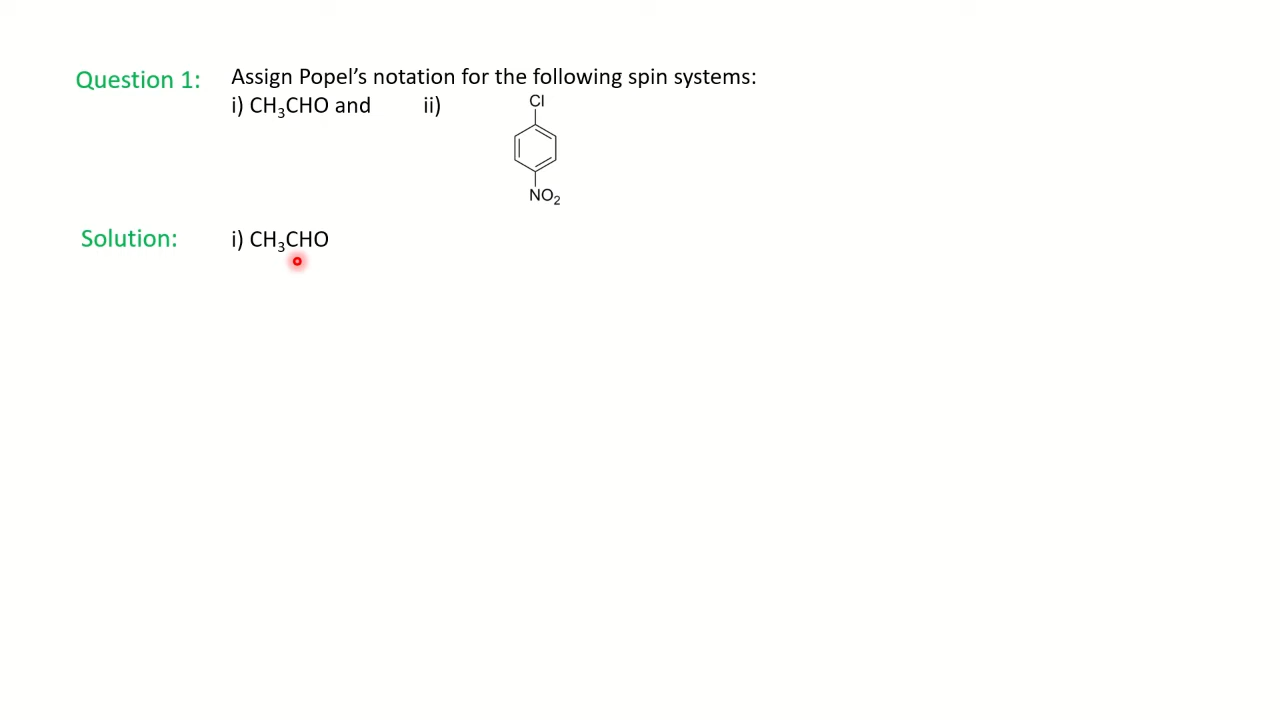 Question 1: Assign Popel’s notation for the following spin systems:
i) CH₃CHO and ii)
Cl
NO₂
Solution: i) CH₃CHO